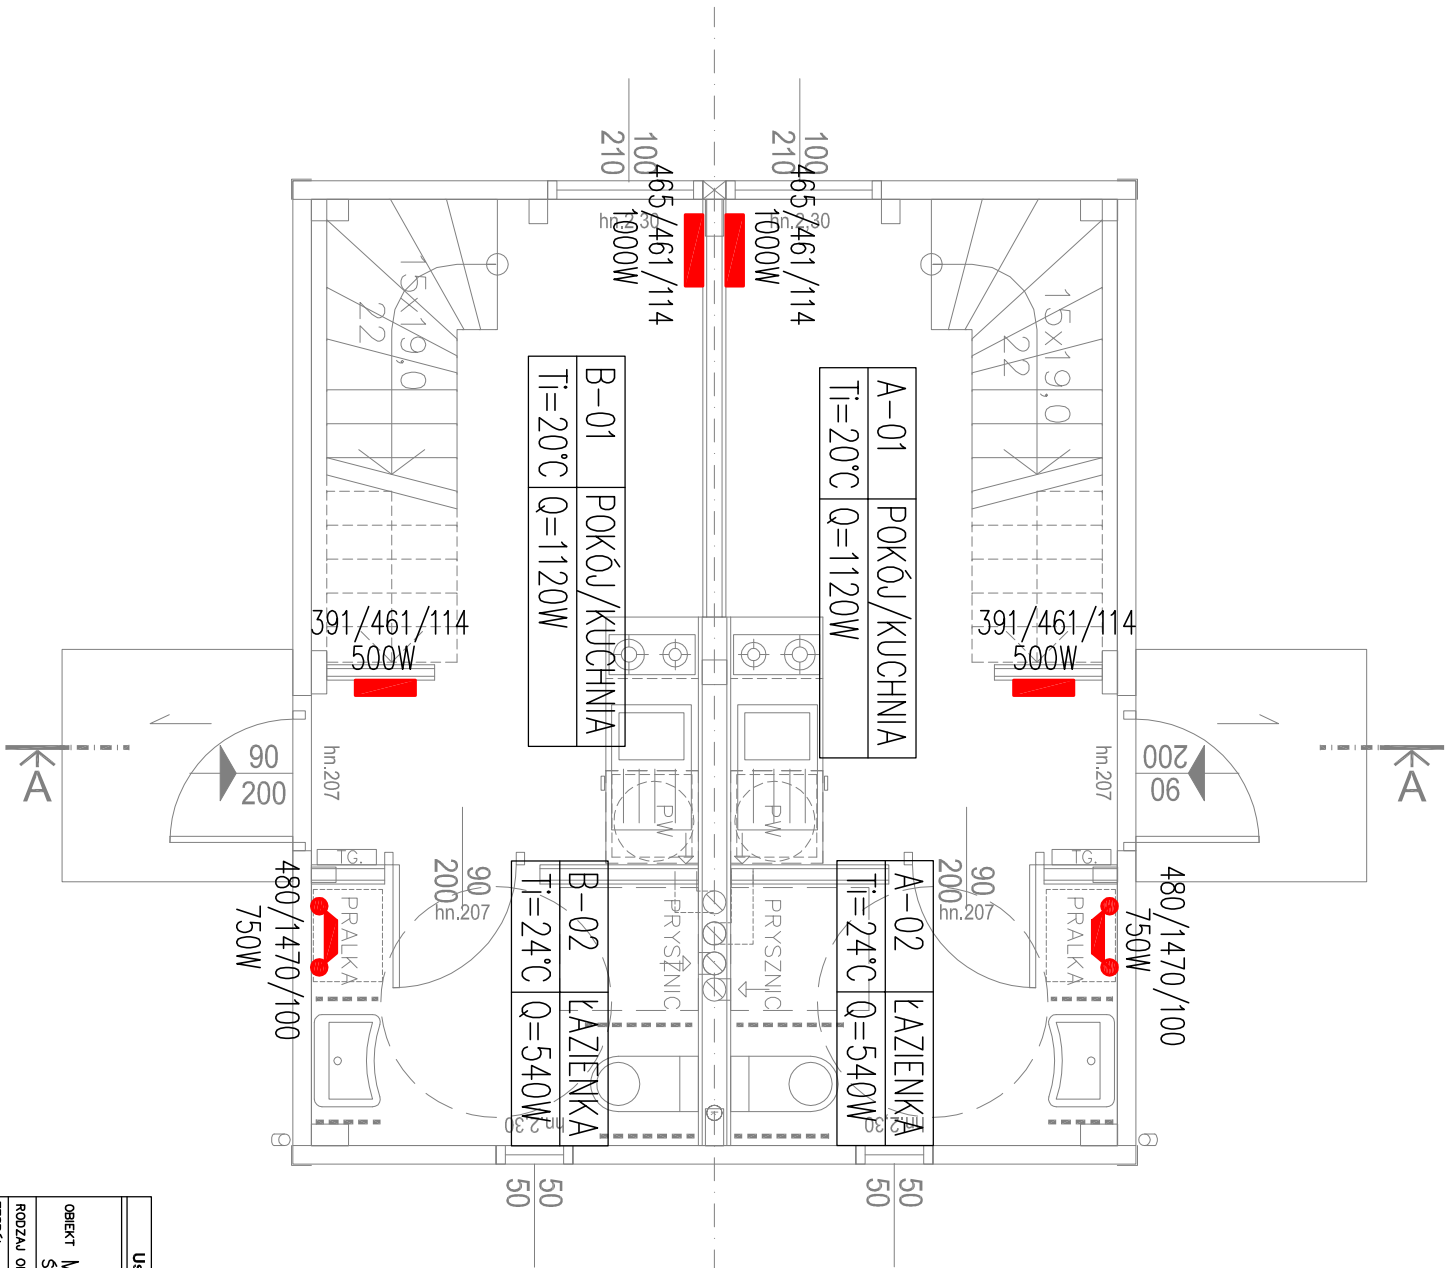 100
210
100
210
465/461/114
1000W
465/461/114
1000W
hn.2,30
hn.2,30
15x19,0
22
15x19,0
22
B-01 POKÓJ/KUCHNIA
Ti=20°C Q=1120W
A-01 POKÓJ/KUCHNIA
Ti=20°C Q=1120W
391/461/114
500W
391/461/114
500W
1
1
A
A
90
200
90
200
hn.207
hn.207
PW
PW
TG.
TG.
90
200
hn.207
90
200
hn.207
480/1470/100
750W
480/1470/100
750W
PRALKA
PRALKA
PRYSZNIC
PRYSZNIC
B-02 ŁAZIENKA
Ti=24°C Q=540W
A-02 ŁAZIENKA
Ti=24°C Q=540W
hn.2,30
hn.2,30
50
50
50
50
OBIEKT